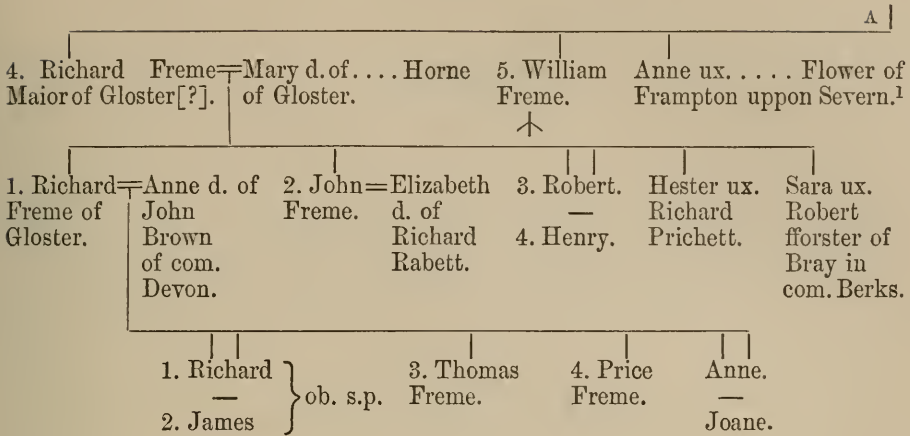 A
4. Richard Freme=Mary d. of .... Horne
Maior of Gloster[?]. of Gloster.
5. William
Freme.
Anne ux. ..... Flower of
Frampton uppon Severn.1
1. Richard=Anne d. of
Freme of John
Gloster. Brown
of com.
Devon.
2. John=Elizabeth
Freme. d. of
Richard
Rabett.
3. Robert.
—
4. Henry.
Hester ux.
Richard
Prichett.
Sara ux.
Robert
fforster of
Bray in
com. Berks.
1. Richard
—
2. James
ob. s.p.
3. Thomas
Freme.
4. Price
Freme.
Anne.
—
Joane.